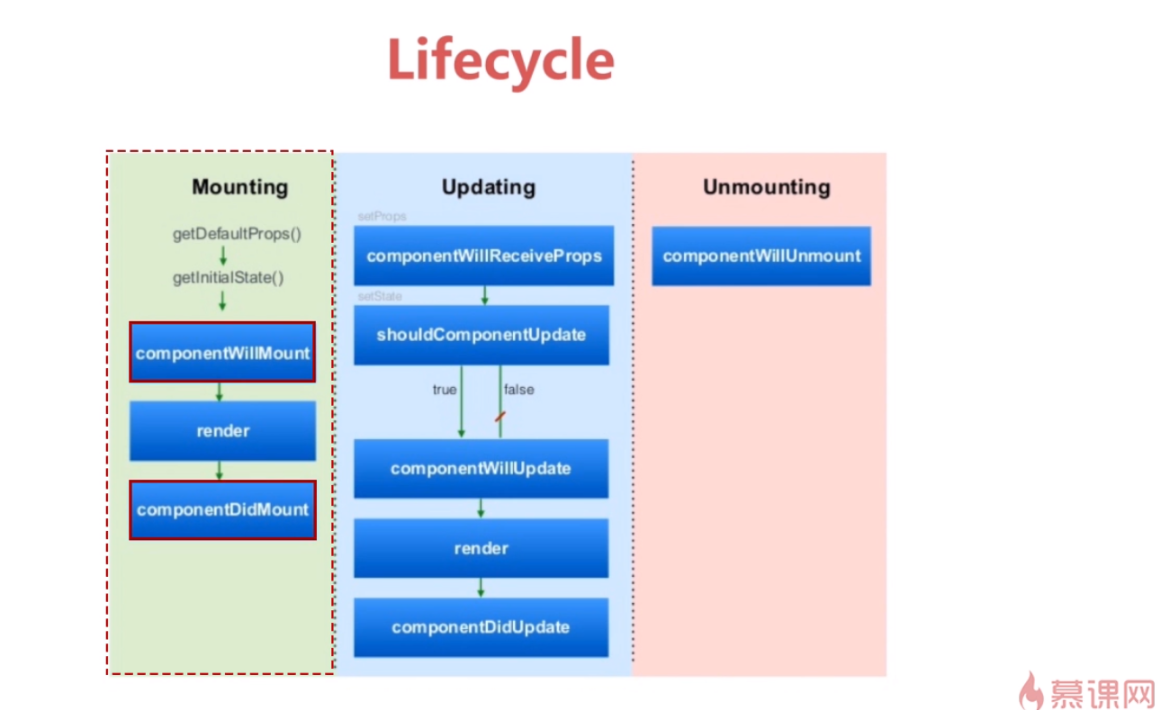 Lifecycle
Mounting
getDefaultProps()
getInitialState()
componentWillMount
render
componentDidMount
Updating
setProps
componentWillReceiveProps
setState
shouldComponentUpdate
true
false
componentWillUpdate
render
componentDidUpdate
Unmounting
componentWillUnmount
慕课网